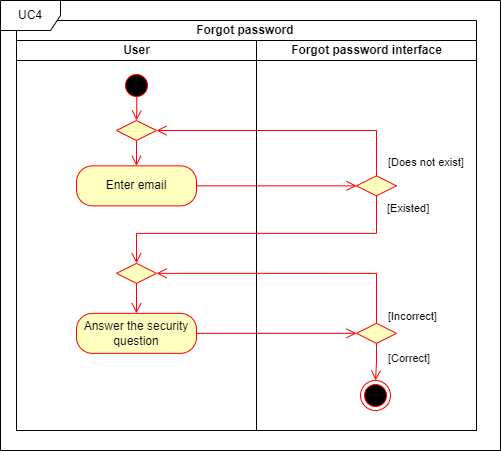 UC4
Forgot password
User
Forgot password interface
[Does not exist]
Enter email
[Existed]
[Incorrect]
Answer the security
question
[Correct]